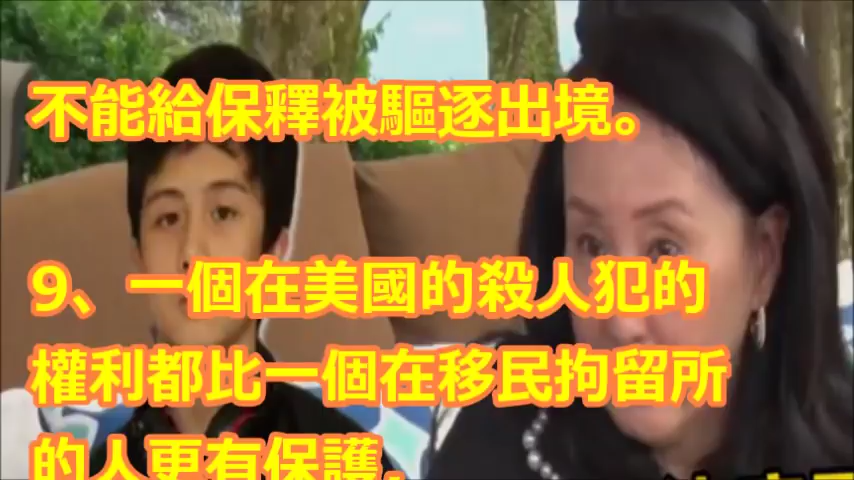 不能給保釋被驅逐出境。
9、一個在美國的殺人犯的
權利都比一個在移民拘留所
的人更有保護，